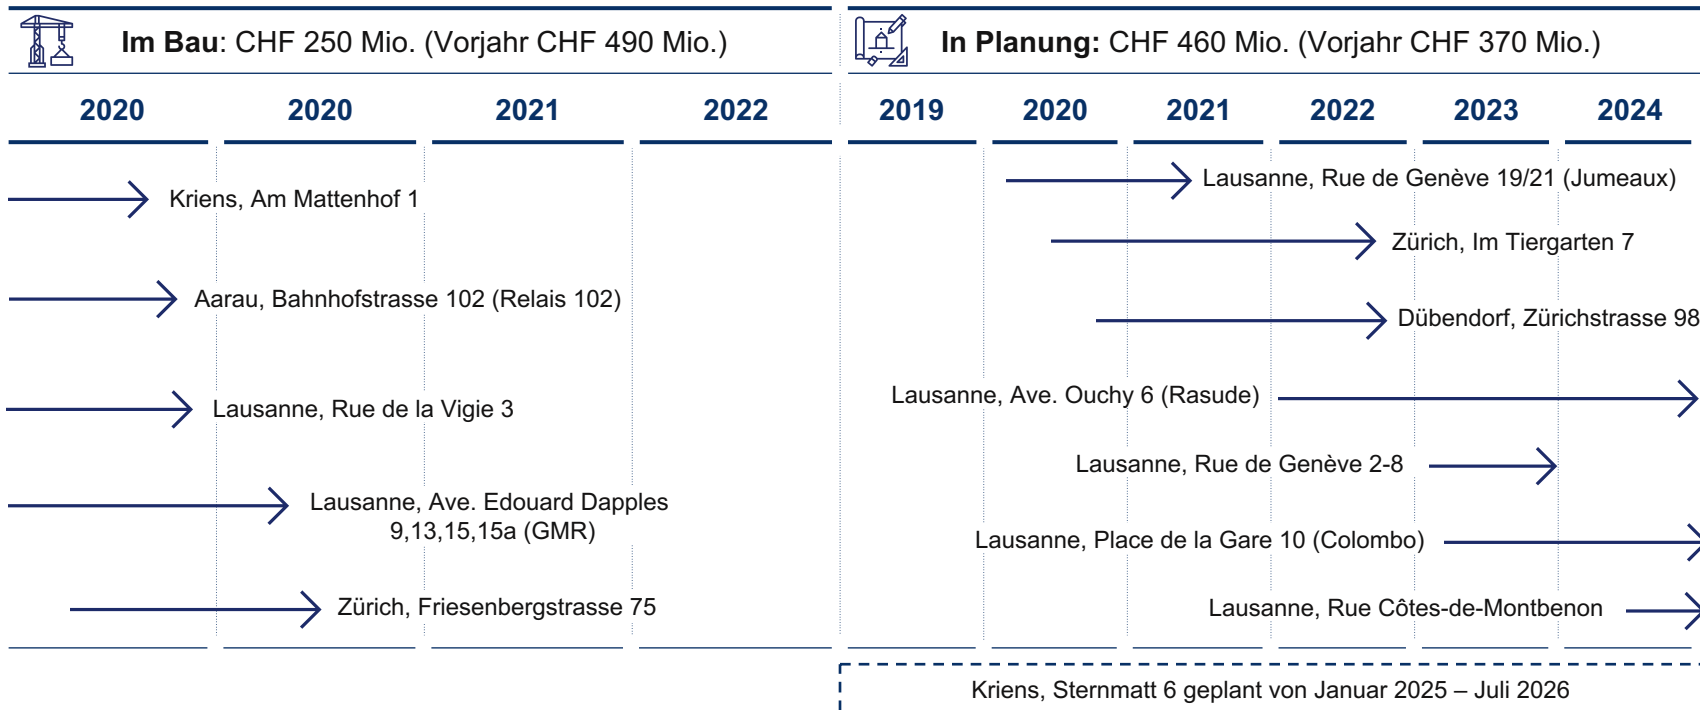 Im Bau: CHF 250 Mio. (Vorjahr CHF 490 Mio.)
2020 2020 2021 2022
Kriens, Am Mattenhof 1
Aarau, Bahnhofstrasse 102 (Relais 102)
Lausanne, Rue de la Vigie 3
Lausanne, Ave. Edouard Dapples
9,13,15,15a (GMR)
Zürich, Friesenbergstrasse 75
In Planung: CHF 460 Mio. (Vorjahr CHF 370 Mio.)
2019 2020 2021 2022 2023 2024
Lausanne, Rue de Genève 19/21 (Jumeaux)
Zürich, Im Tiergarten 7
Dübendorf, Zürichstrasse 98
Lausanne, Ave. Ouchy 6 (Rasude)
Lausanne, Rue de Genève 2-8
Lausanne, Place de la Gare 10 (Colombo)
Lausanne, Rue Côtes-de-Montbenon
Kriens, Sternmatt 6 geplant von Januar 2025 – Juli 2026